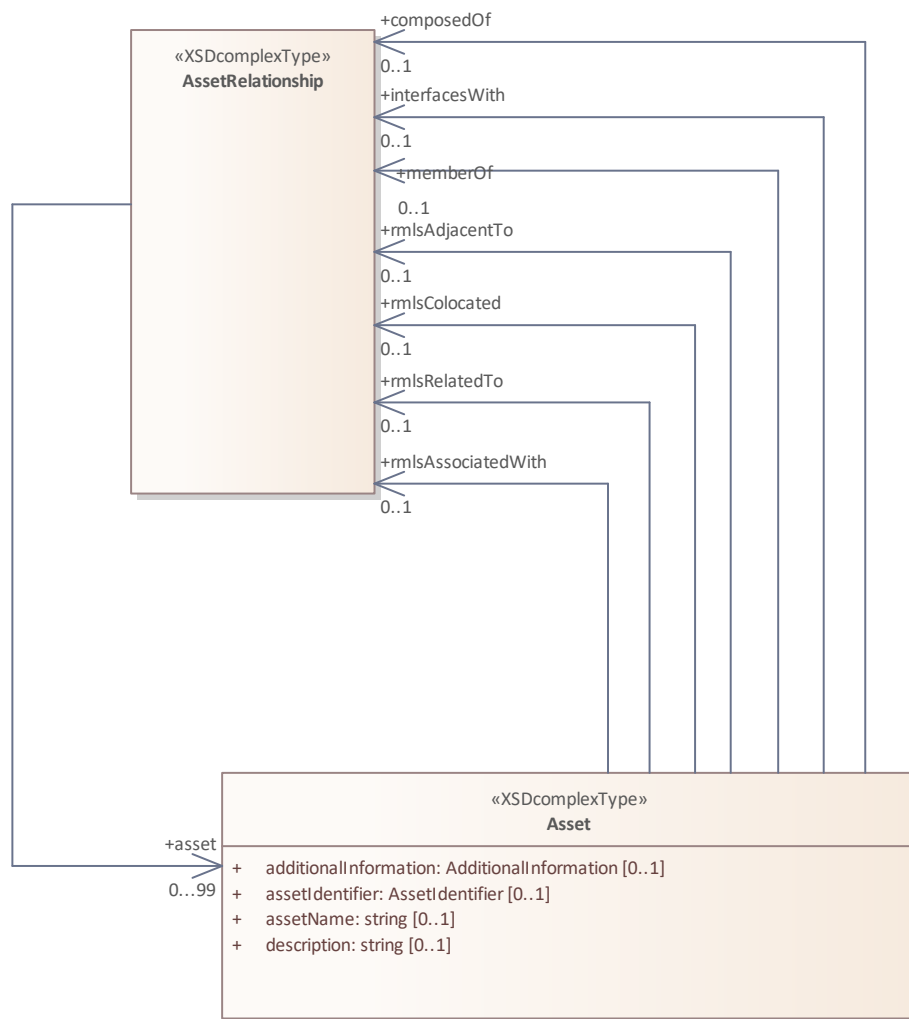 +composedOf
«XSDcomplexType»
AssetRelationship
0..1
+interfacesWith
0..1
+memberOf
0..1
+rmlsAdjacentTo
0..1
+rmlsColocated
0..1
+rmlsRelatedTo
0..1
+rmlsAssociatedWith
0..1
«XSDcomplexType»
Asset
+asset
0...99
+ additionalInformation: AdditionalInformation [0..1]
+ assetIdentifier: AssetIdentifier [0..1]
+ assetName: string [0..1]
+ description: string [0..1]